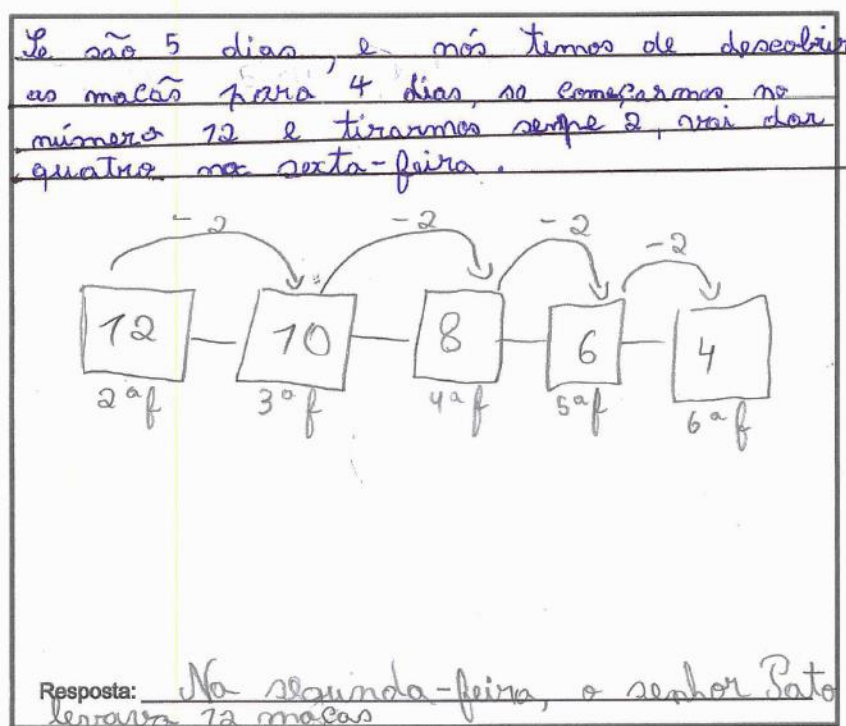 Se são 5 dias, e nós temos de descobrir
as maçãs para 4 dias, se começarmos no
número 12 e tirarmos sempe 2, vai dar
quatro na sexta-feira.
-2 -2 -2 -2
12 10 8 6 4
2ª f 3ª f 4ª f 5ª f 6ª f
Resposta: Na segunda-feira, o senhor Pato
levava 12 maças